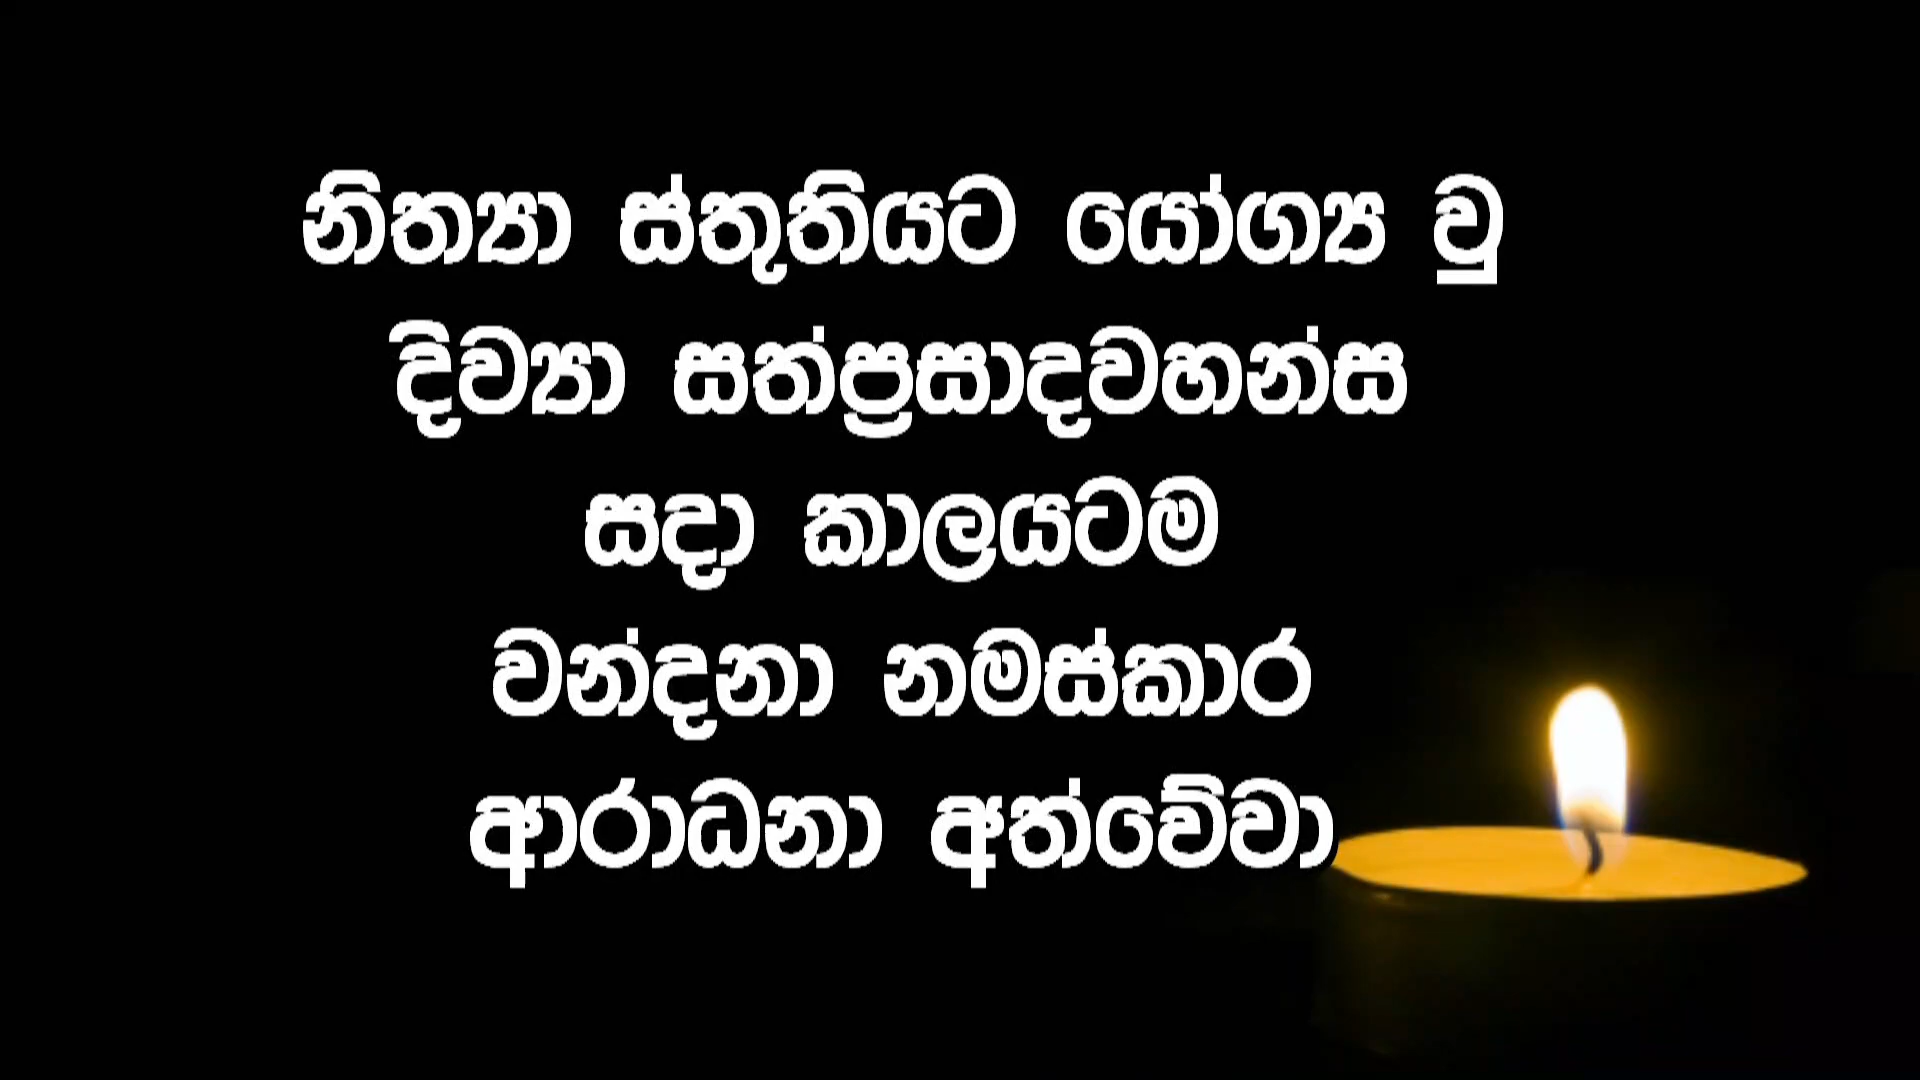 නිත්‍යා ස්තුතියට යෝග්‍ය වු
දිව්‍යා සත්ප්‍රසාදවහන්ස
සදා කාලයටම
වන්දනා නමස්කාර
ආරාධනා අත්වේවා